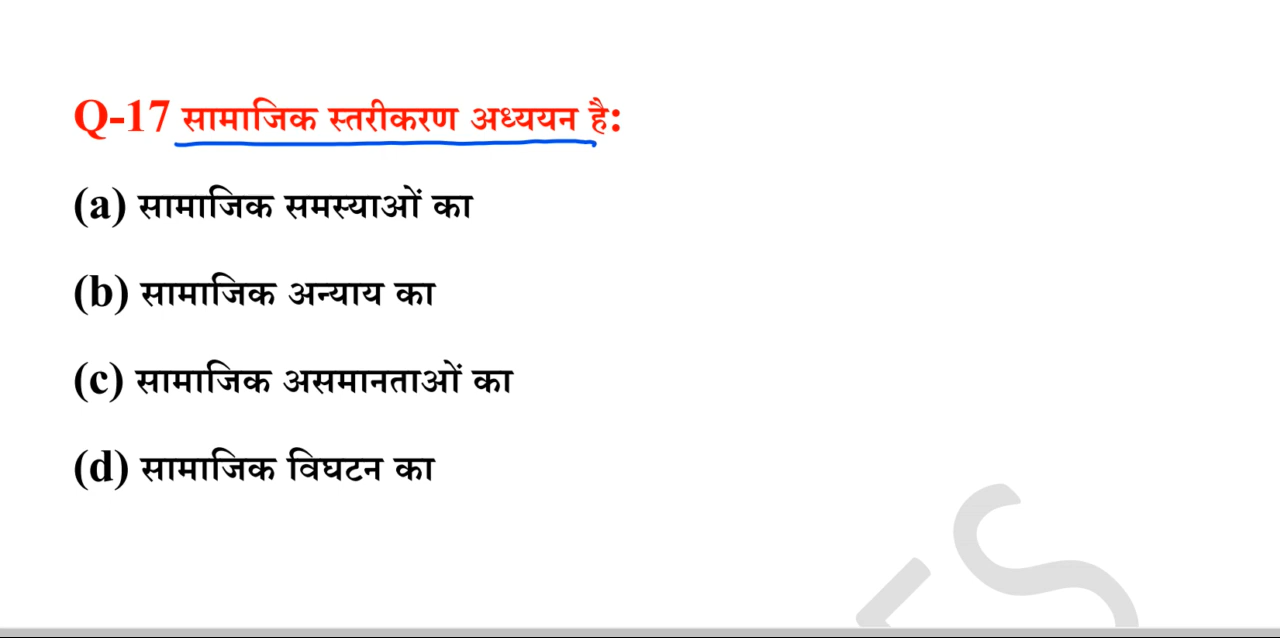 Q-17 सामाजिक स्तरीकरण अध्ययन है:
(a) सामाजिक समस्याओं का
(b) सामाजिक अन्याय का
(c) सामाजिक असमानताओं का
(d) सामाजिक विघटन का